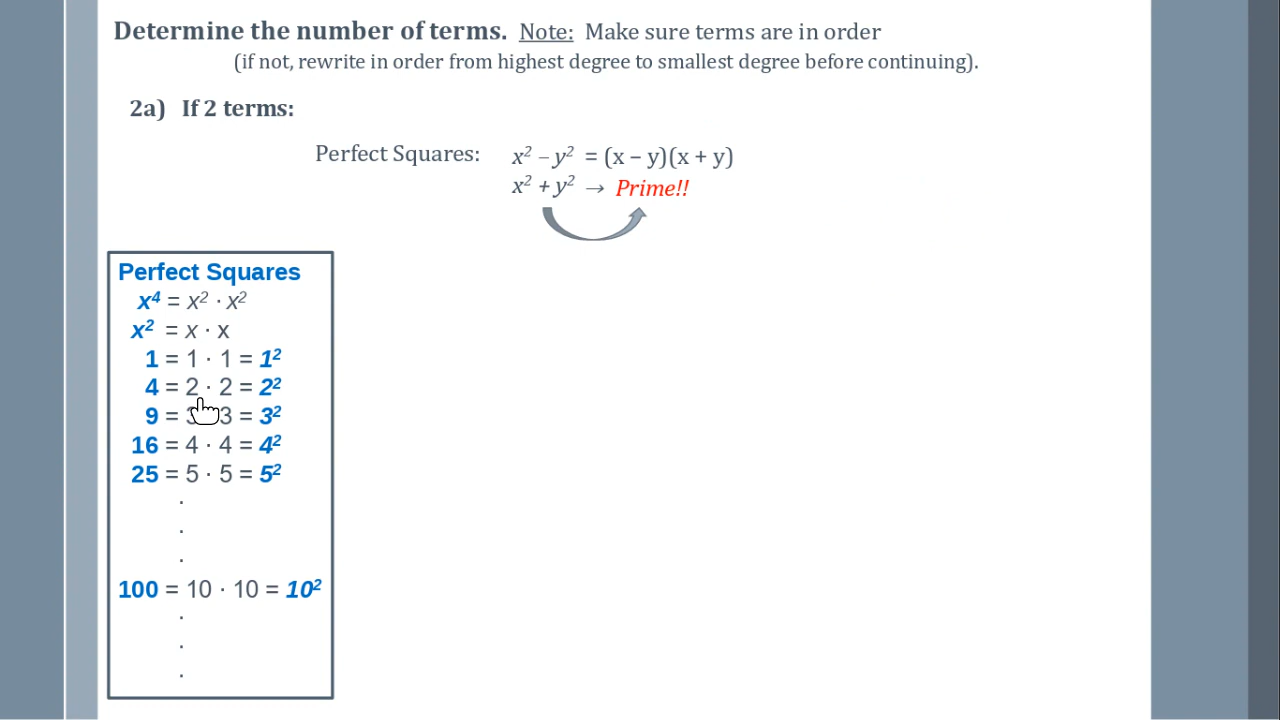 Determine the number of terms. Note: Make sure terms are in order
(if not, rewrite in order from highest degree to smallest degree before continuing).
2a) If 2 terms:
Perfect Squares: x² – y² = (x – y)(x + y)
x² + y² → Prime!!
Perfect Squares
x⁴ = x² · x²
x² = x · x
1 = 1 · 1 = 1²
4 = 2 · 2 = 2²
9 = 3 = 3²
16 = 4 · 4 = 4²
25 = 5 · 5 = 5²
.
.
.
100 = 10 · 10 = 10²
.
.
.